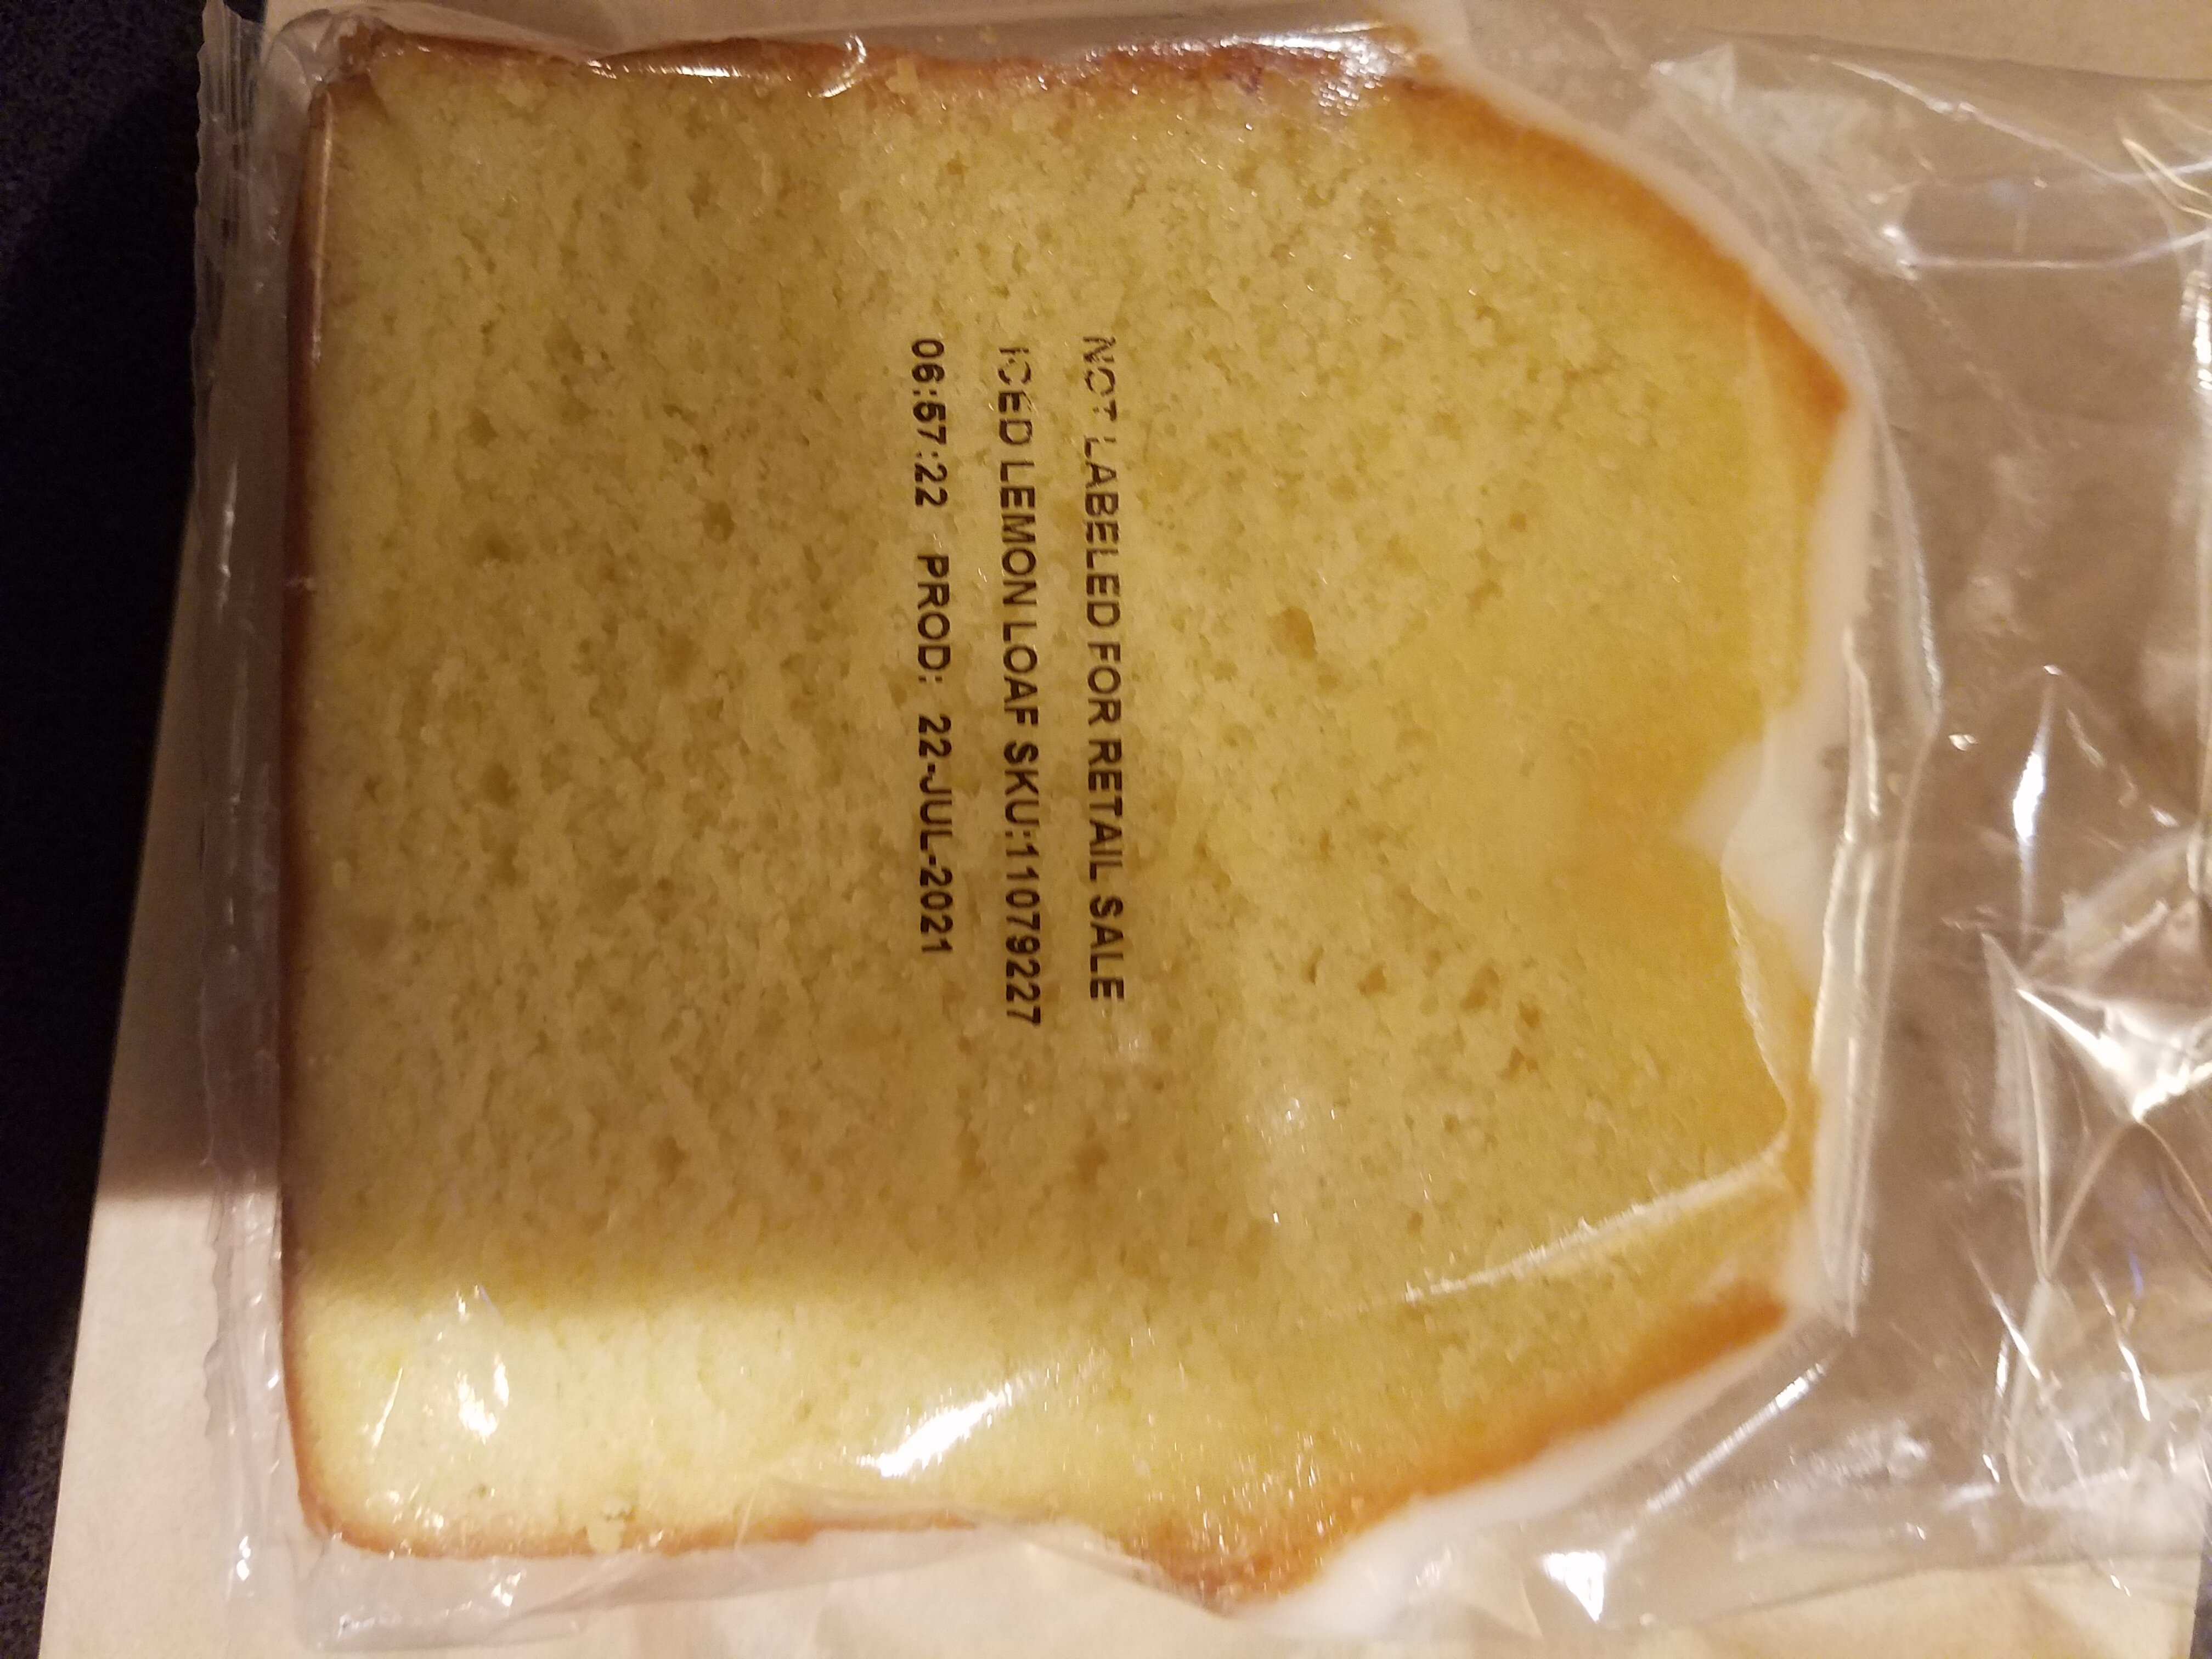 NOT LABELED FOR RETAIL SALE
ICED LEMON LOAF SKU:11079227
06:57:22 PROD: 22-JUL-2021